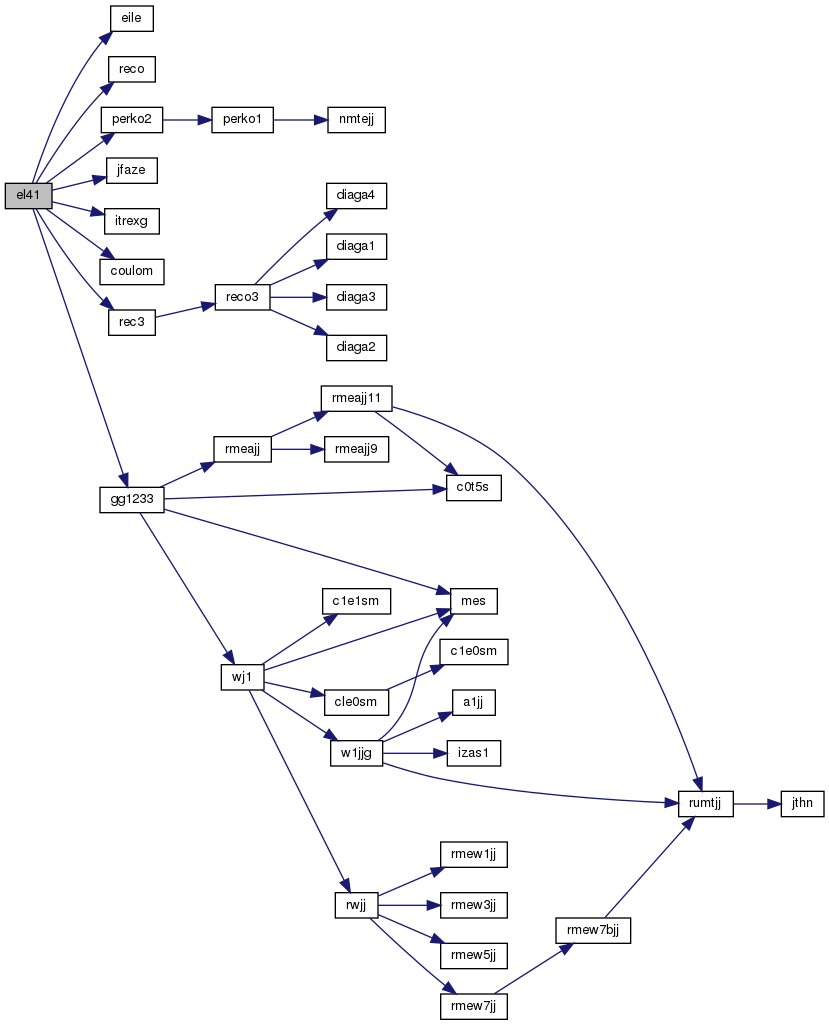 eile
reco
perko2
perko1
nmtejj
jfaze
el41
diaga4
itrexg
diaga1
coulom
reco3
diaga3
rec3
diaga2
rmeajj11
rmeajj
rmeajj9
c0t5s
gg1233
c1e1sm
mes
c1e0sm
wj1
cle0sm
a1jj
w1jjg
izas1
rumtjj
jthn
rmew1jj
rwjj
rmew3jj
rmew7bjj
rmew5jj
rmew7jj